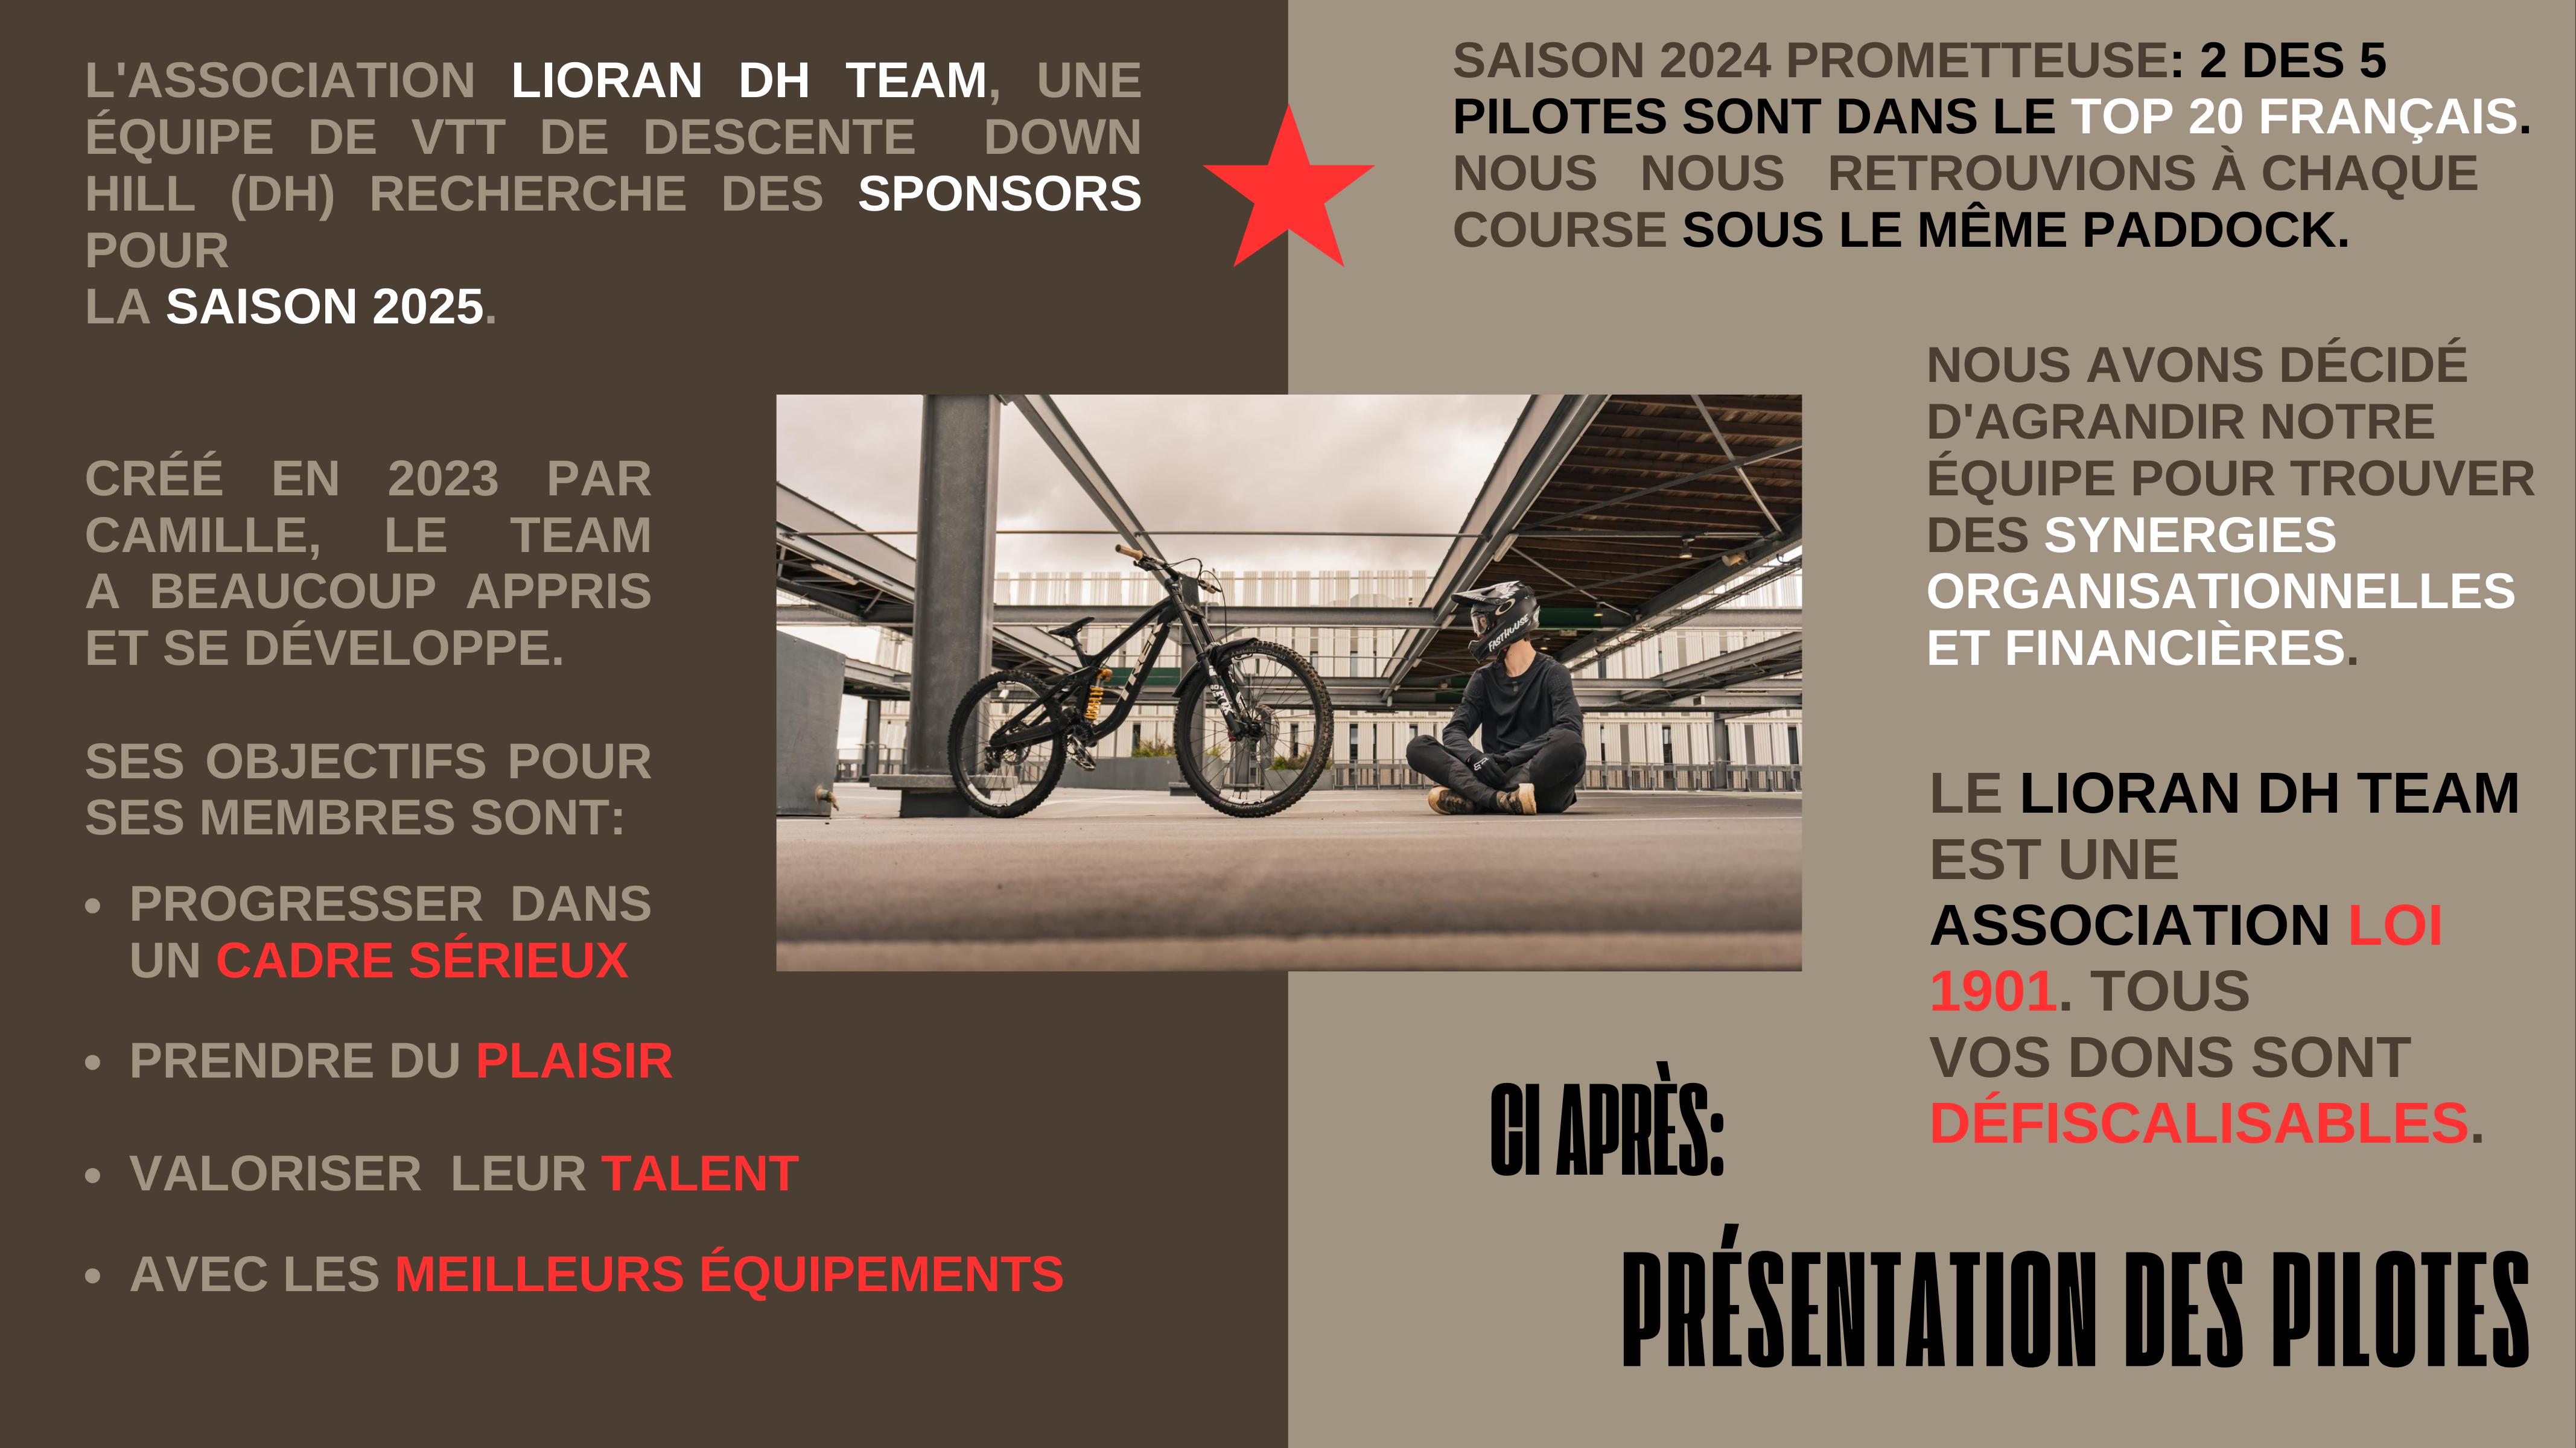 L'ASSOCIATION LIORAN DH TEAM, UNE
ÉQUIPE DE VTT DE DESCENTE DOWN
HILL (DH) RECHERCHE DES SPONSORS
POUR
LA SAISON 2025.
CRÉÉ EN 2023 PAR
CAMILLE, LE TEAM
A BEAUCOUP APPRIS
ET SE DÉVELOPPE.
SES OBJECTIFS POUR
SES MEMBRES SONT:
• PROGRESSER DANS
UN CADRE SÉRIEUX
• PRENDRE DU PLAISIR
• VALORISER LEUR TALENT
• AVEC LES MEILLEURS ÉQUIPEMENTS
SAISON 2024 PROMETTEUSE: 2 DES 5
PILOTES SONT DANS LE TOP 20 FRANÇAIS.
NOUS NOUS RETROUVIONS À CHAQUE
COURSE SOUS LE MÊME PADDOCK.
FASTHOUSE
TREK
NOUS AVONS DÉCIDÉ
D'AGRANDIR NOTRE
ÉQUIPE POUR TROUVER
DES SYNERGIES
ORGANISATIONNELLES
ET FINANCIÈRES.
LE LIORAN DH TEAM
EST UNE
ASSOCIATION LOI
1901. TOUS
VOS DONS SONT
DÉFISCALISABLES.
CI APRÈS:
PRÉSENTATION DES PILOTES